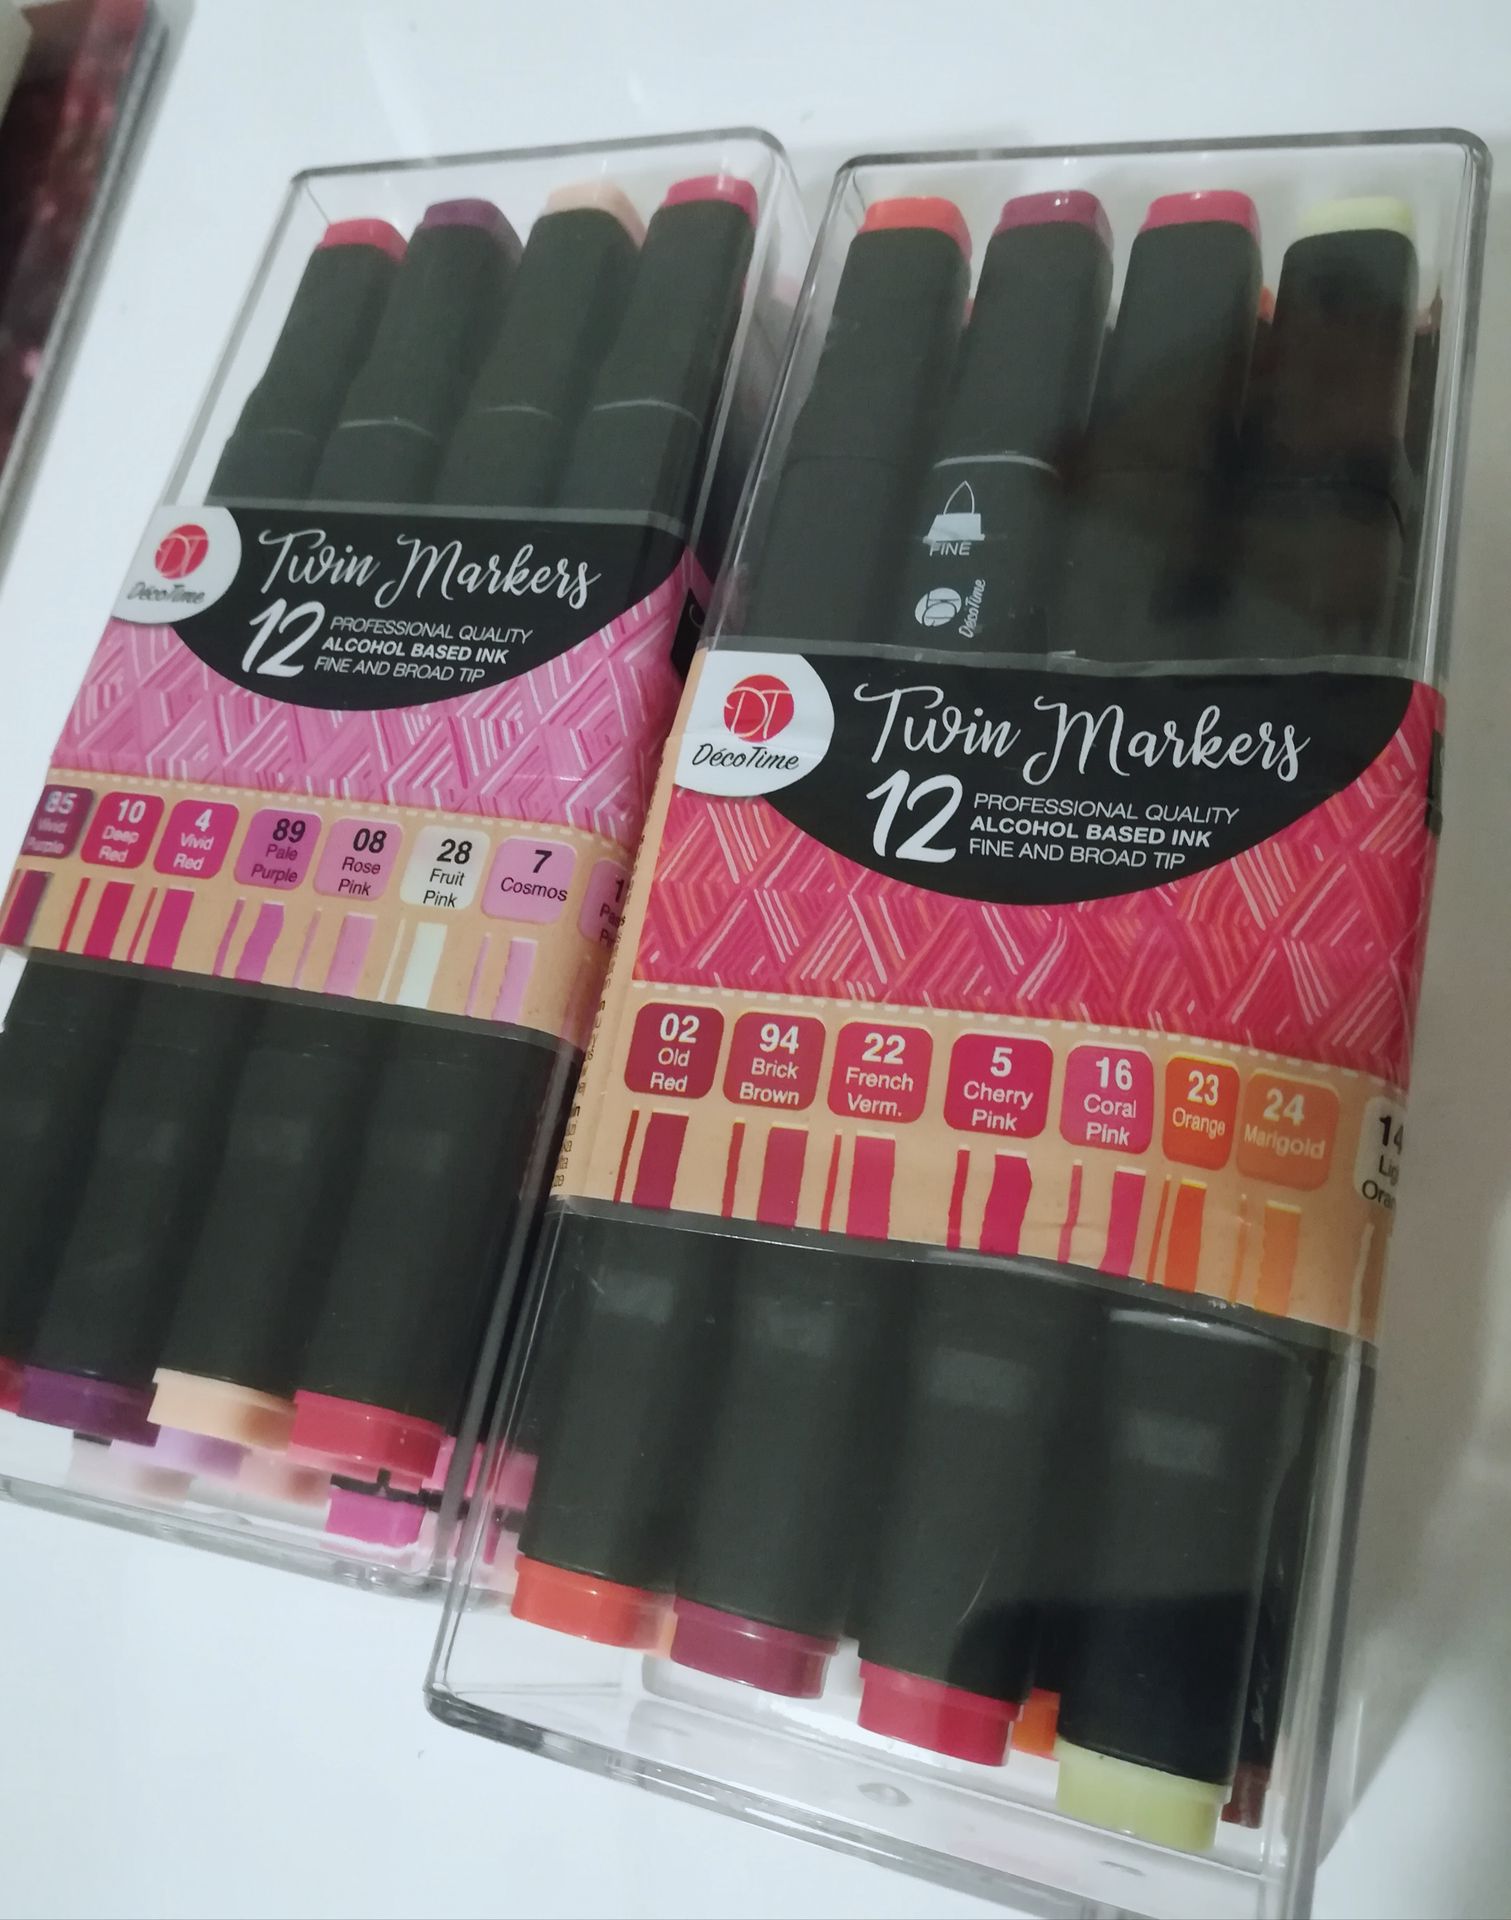 DT
DécoTime
Twin Markers
12
PROFESSIONAL QUALITY
ALCOHOL BASED INK
FINE AND BROAD TIP
85
Vivid
Purple
10
Deep
Red
4
Vivid
Red
89
Pale
Purple
08
Rose
Pink
28
Fruit
Pink
7
Cosmos
FINE
DécoTime
DT
DécoTime
Twin Markers
12
PROFESSIONAL QUALITY
ALCOHOL BASED INK
FINE AND BROAD TIP
02
Old
Red
94
Brick
Brown
22
French
Verm.
5
Cherry
Pink
16
Coral
Pink
23
Orange
24
Marigold
14